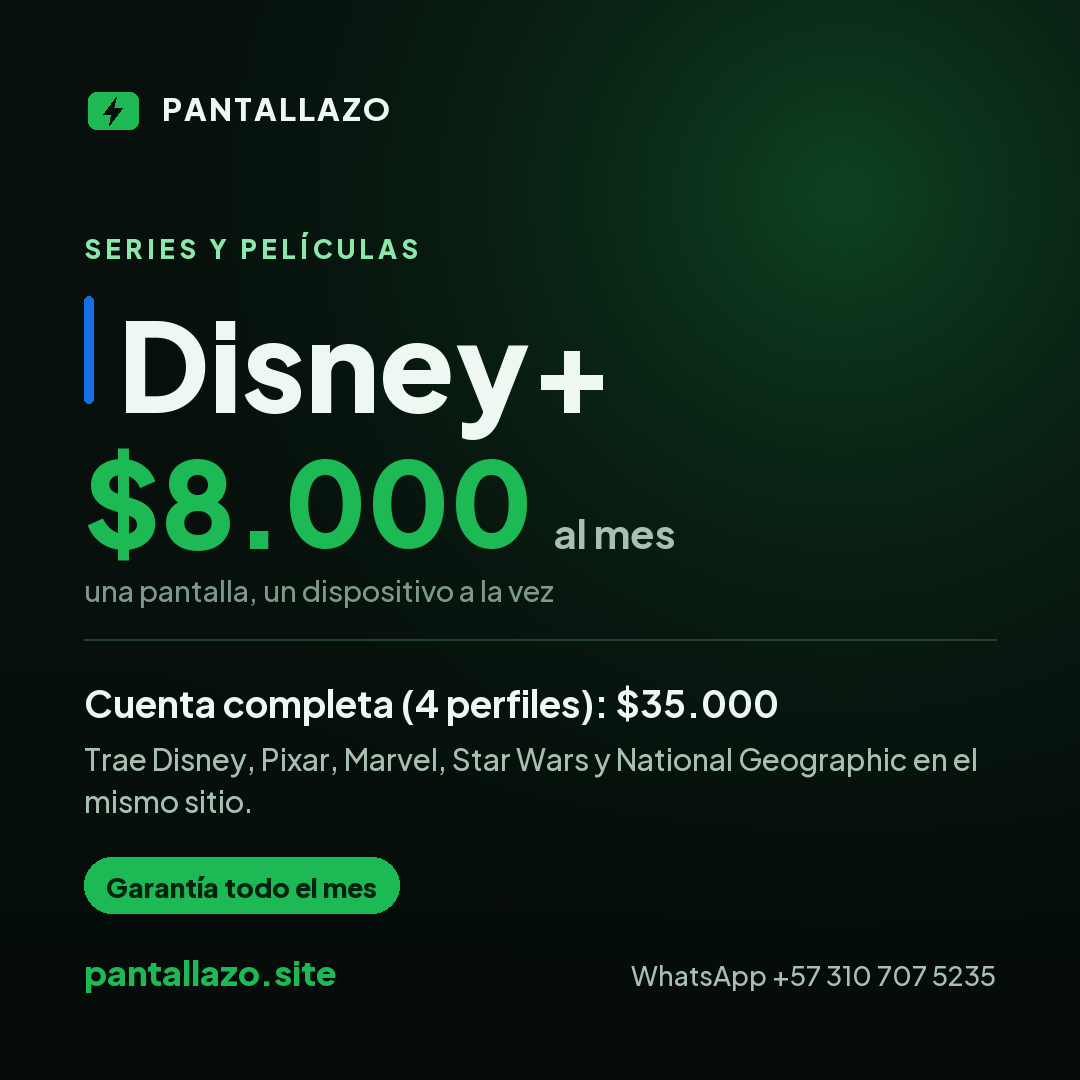 PANTALLAZO
SERIES Y PELÍCULAS
Disney+
$8.000 al mes
una pantalla, un dispositivo a la vez
Cuenta completa (4 perfiles): $35.000
Trae Disney, Pixar, Marvel, Star Wars y National Geographic en el
mismo sitio.
Garantía todo el mes
pantallazo.site
WhatsApp +57 310 707 5235